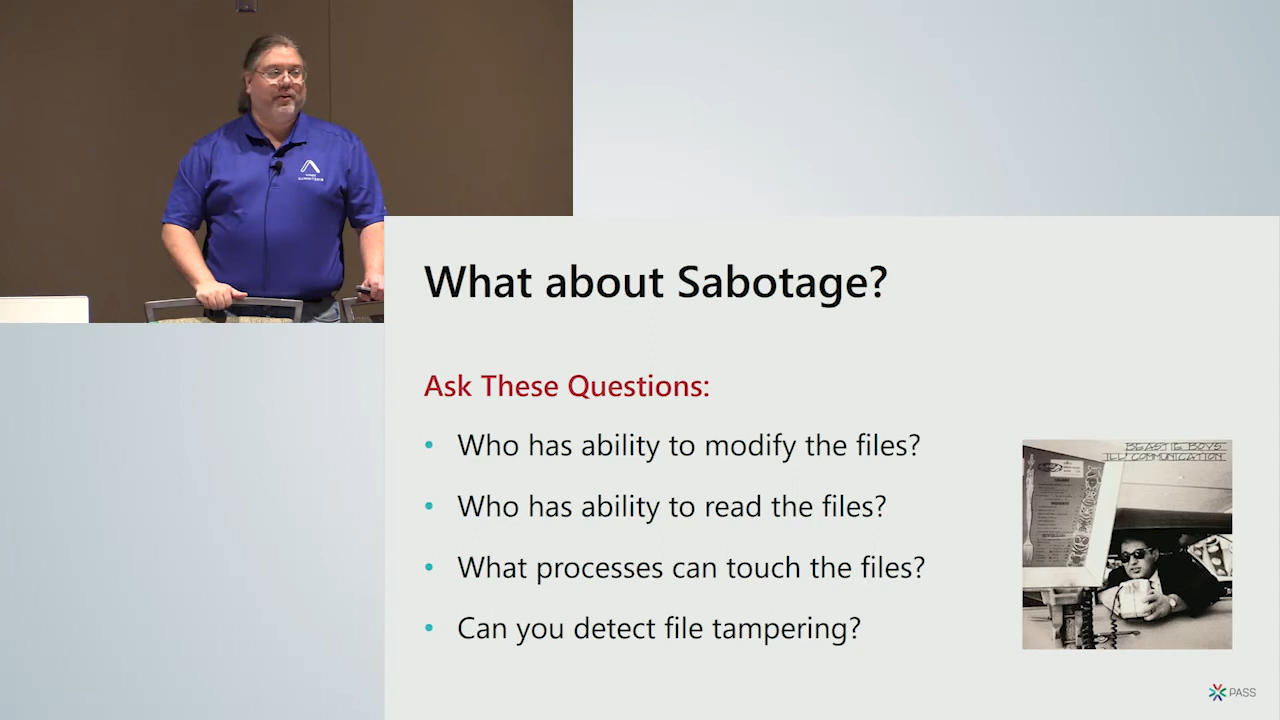 What about Sabotage?
Ask These Questions:
• Who has ability to modify the files?
• Who has ability to read the files?
• What processes can touch the files?
• Can you detect file tampering?
BEASTIE BOYS
ILL COMMUNICATION
PASS